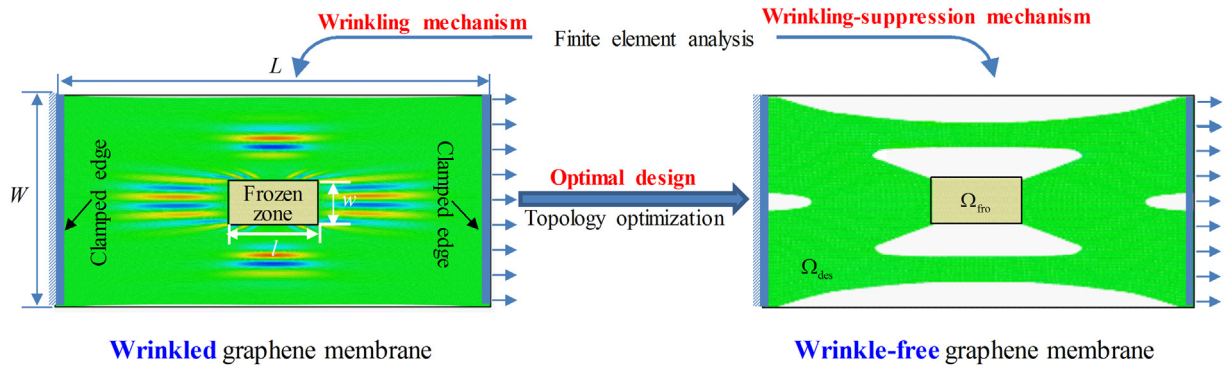 Wrinkling mechanism
Wrinkling-suppression mechanism
Finite element analysis
L
W
Clamped edge
Frozen
zone
w
l
Clamped edge
Optimal design
Topology optimization
Ωfro
Ωdes
Wrinkled graphene membrane
Wrinkle-free graphene membrane